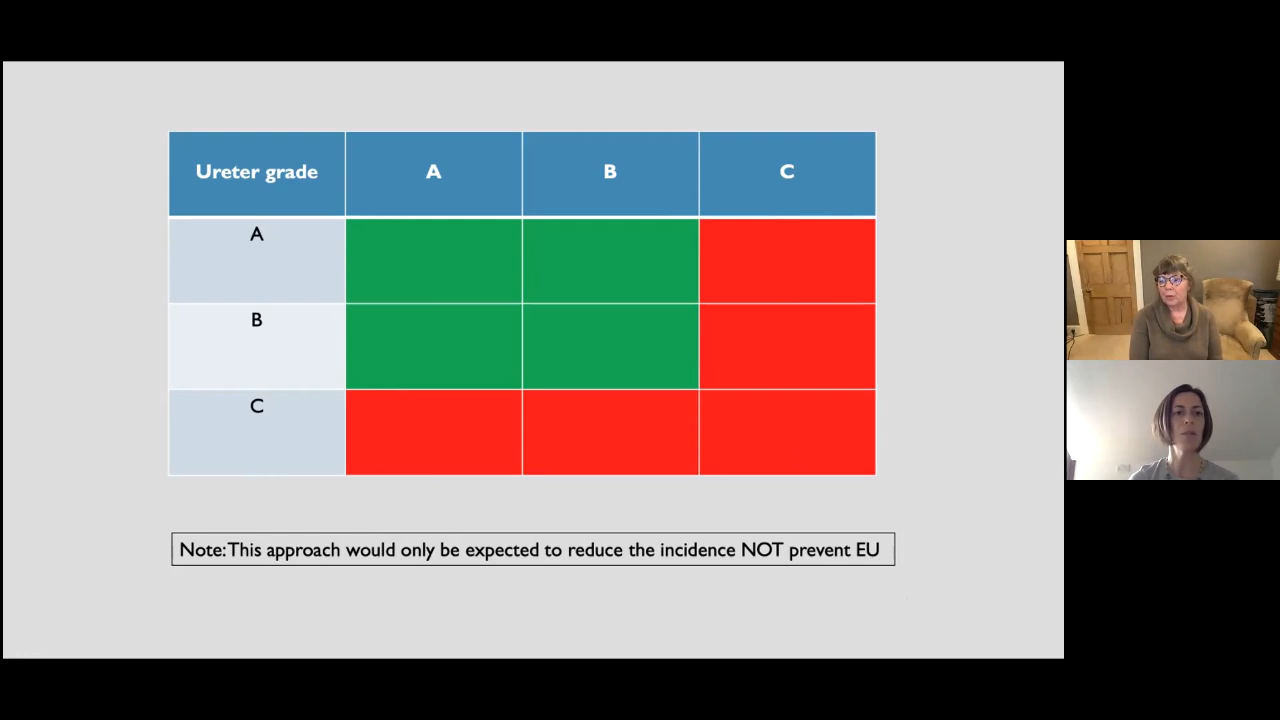 Ureter grade A B C
A
B
C
Note: This approach would only be expected to reduce the incidence NOT prevent EU